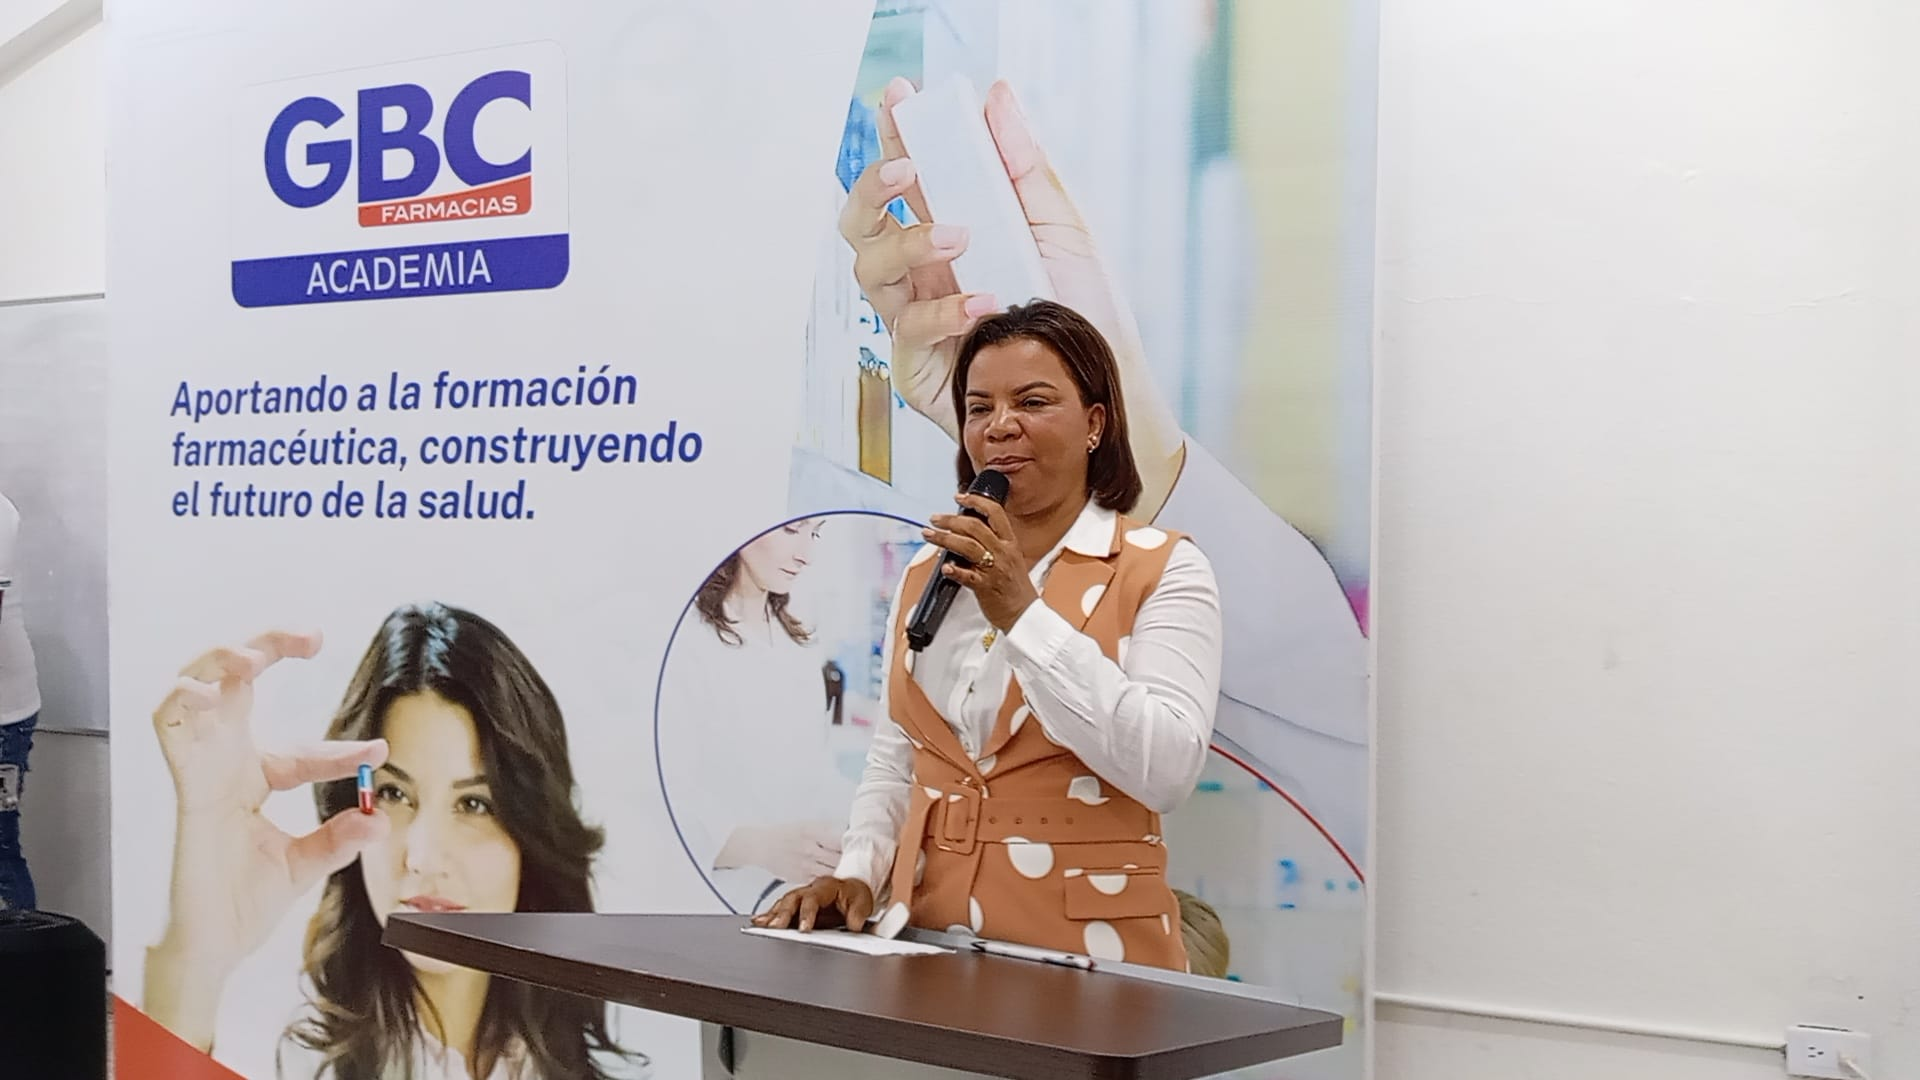 GBC
FARMACIAS
ACADEMIA
Aportando a la formación
farmacéutica, construyendo
el futuro de la salud.